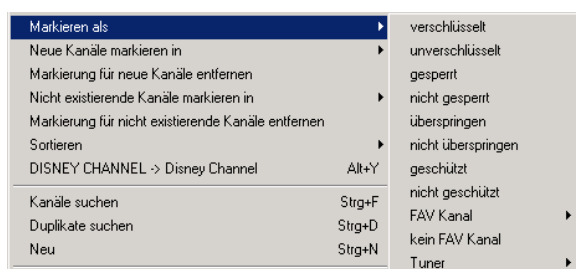 Markieren als
Neue Kanäle markieren in
Markierung für neue Kanäle entfernen
Nicht existierende Kanäle markieren in
Markierung für nicht existierende Kanäle entfernen
Sortieren
DISNEY CHANNEL -> Disney Channel Alt+Y
Kanäle suchen Strg+F
Duplikate suchen Strg+D
Neu Strg+N
verschlüsselt
unverschlüsselt
gesperrt
nicht gesperrt
überspringen
nicht überspringen
geschützt
nicht geschützt
FAV Kanal
kein FAV Kanal
Tuner